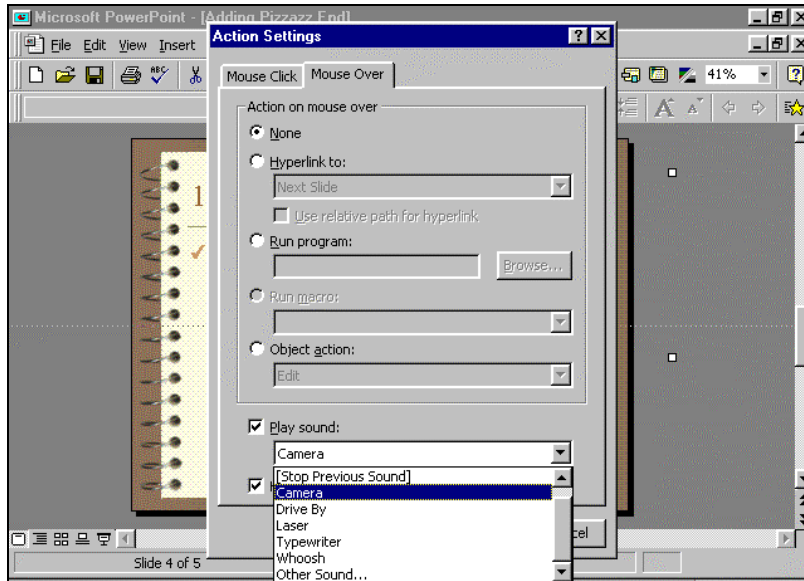 Microsoft PowerPoint - [Adding Pizzazz End]
File Edit View Insert
ABC
41%
1
Action Settings
Mouse Click Mouse Over
Action on mouse over
None
Hyperlink to:
Next Slide
Use relative path for hyperlink
Run program:
Browse...
Run macro:
Object action:
Edit
Play sound:
Camera
[Stop Previous Sound]
Camera
Drive By
Laser
Typewriter
Whoosh
Other Sound...
Slide 4 of 5